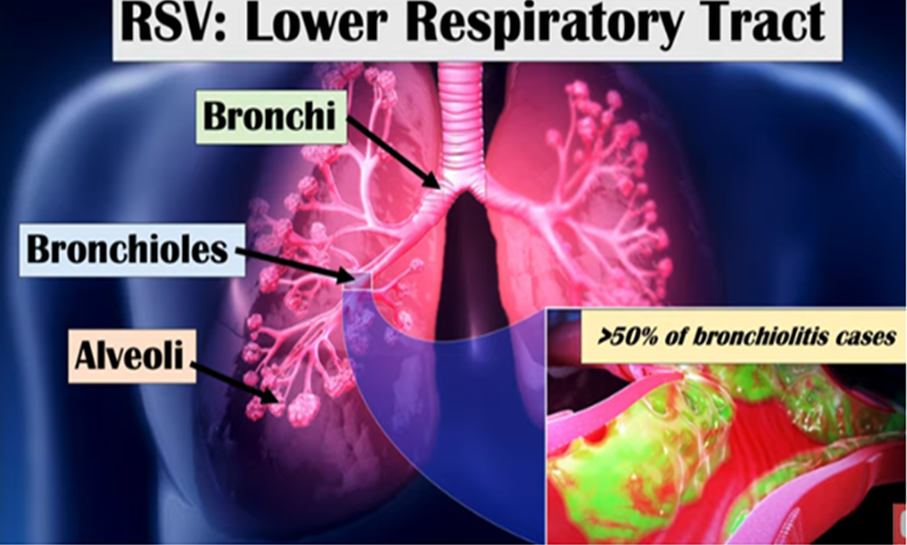 RSV: Lower Respiratory Tract
Bronchi
Bronchioles
>50% of bronchiolitis cases
Alveoli